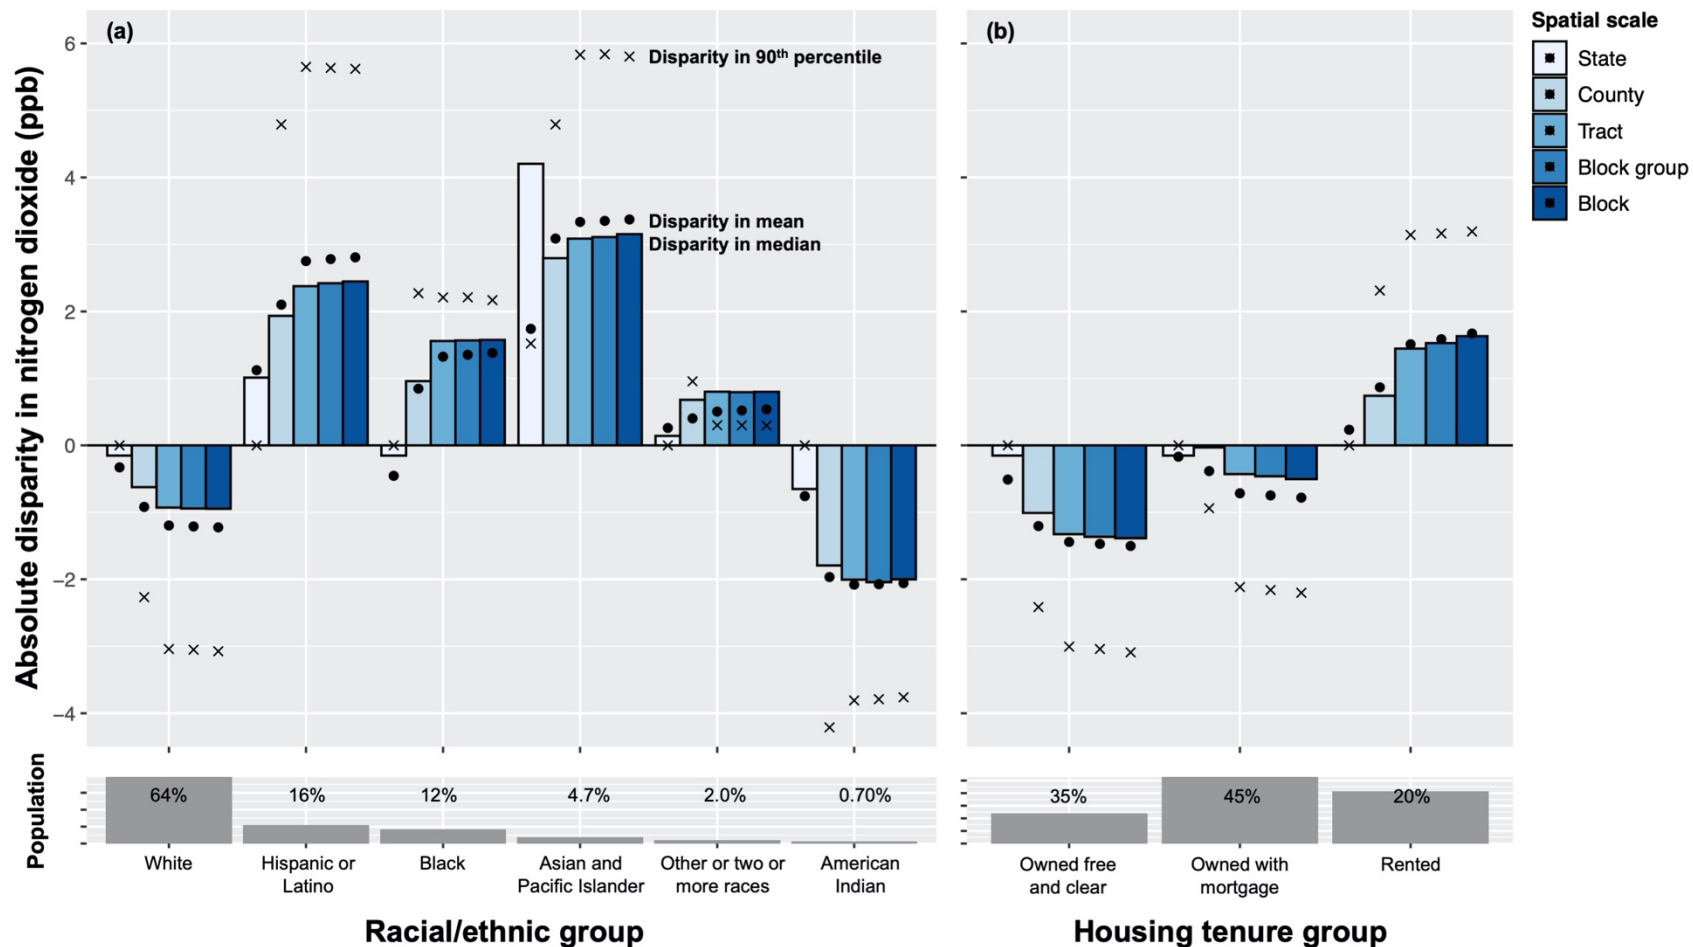 (a)
(b)
Spatial scale
State
County
Tract
Block group
Block
Absolute disparity in nitrogen dioxide (ppb)
6
4
2
0
−2
−4
Disparity in 90th percentile
Disparity in mean
Disparity in median
Population
64%
16%
12%
4.7%
2.0%
0.70%
35%
45%
20%
White
Hispanic or
Latino
Black
Asian and
Pacific Islander
Other or two or
more races
American
Indian
Owned free
and clear
Owned with
mortgage
Rented
Racial/ethnic group
Housing tenure group